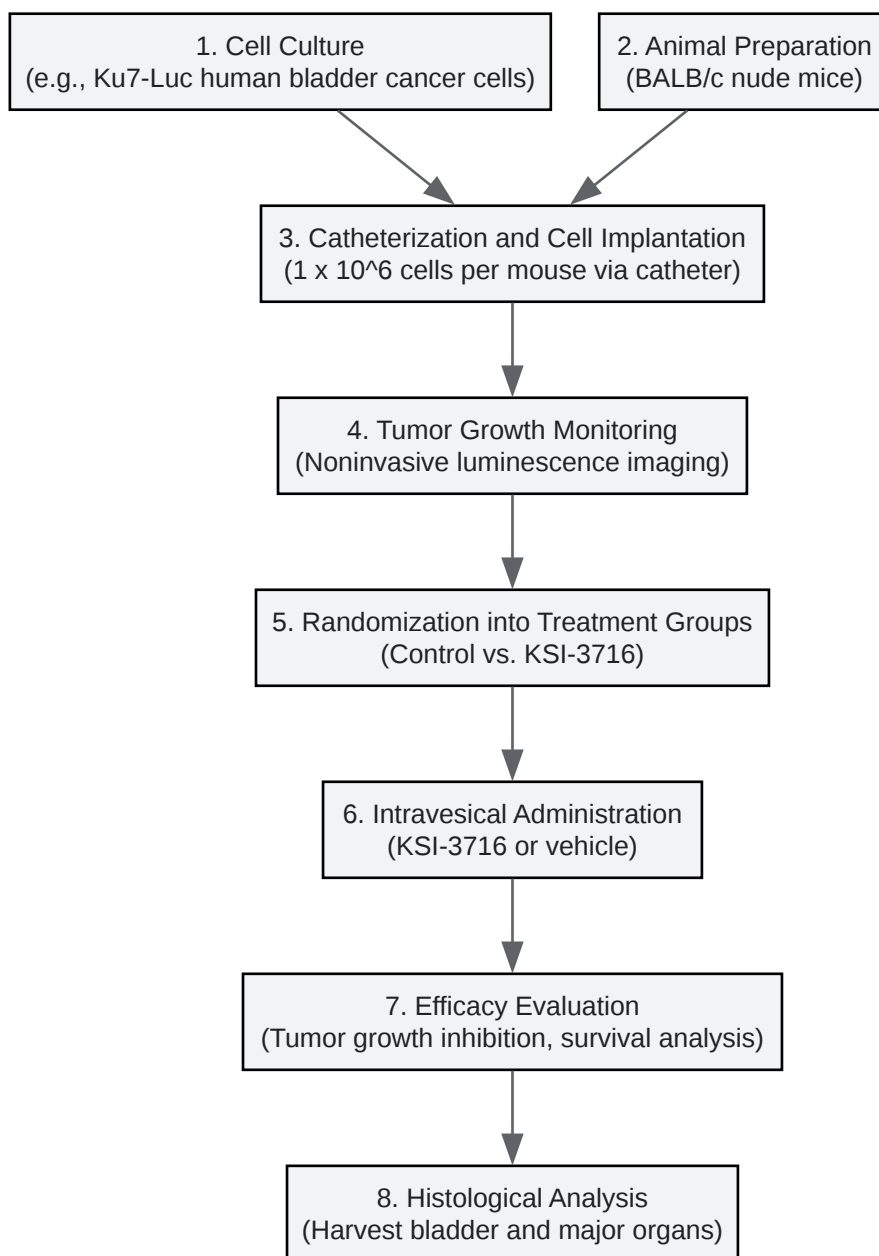 1. Cell Culture
(e.g., Ku7-Luc human bladder cancer cells)
2. Animal Preparation
(BALB/c nude mice)
3. Catheterization and Cell Implantation
(1 x 10^6 cells per mouse via catheter)
4. Tumor Growth Monitoring
(Noninvasive luminescence imaging)
5. Randomization into Treatment Groups
(Control vs. KSI-3716)
6. Intravesical Administration
(KSI-3716 or vehicle)
7. Efficacy Evaluation
(Tumor growth inhibition, survival analysis)
8. Histological Analysis
(Harvest bladder and major organs)